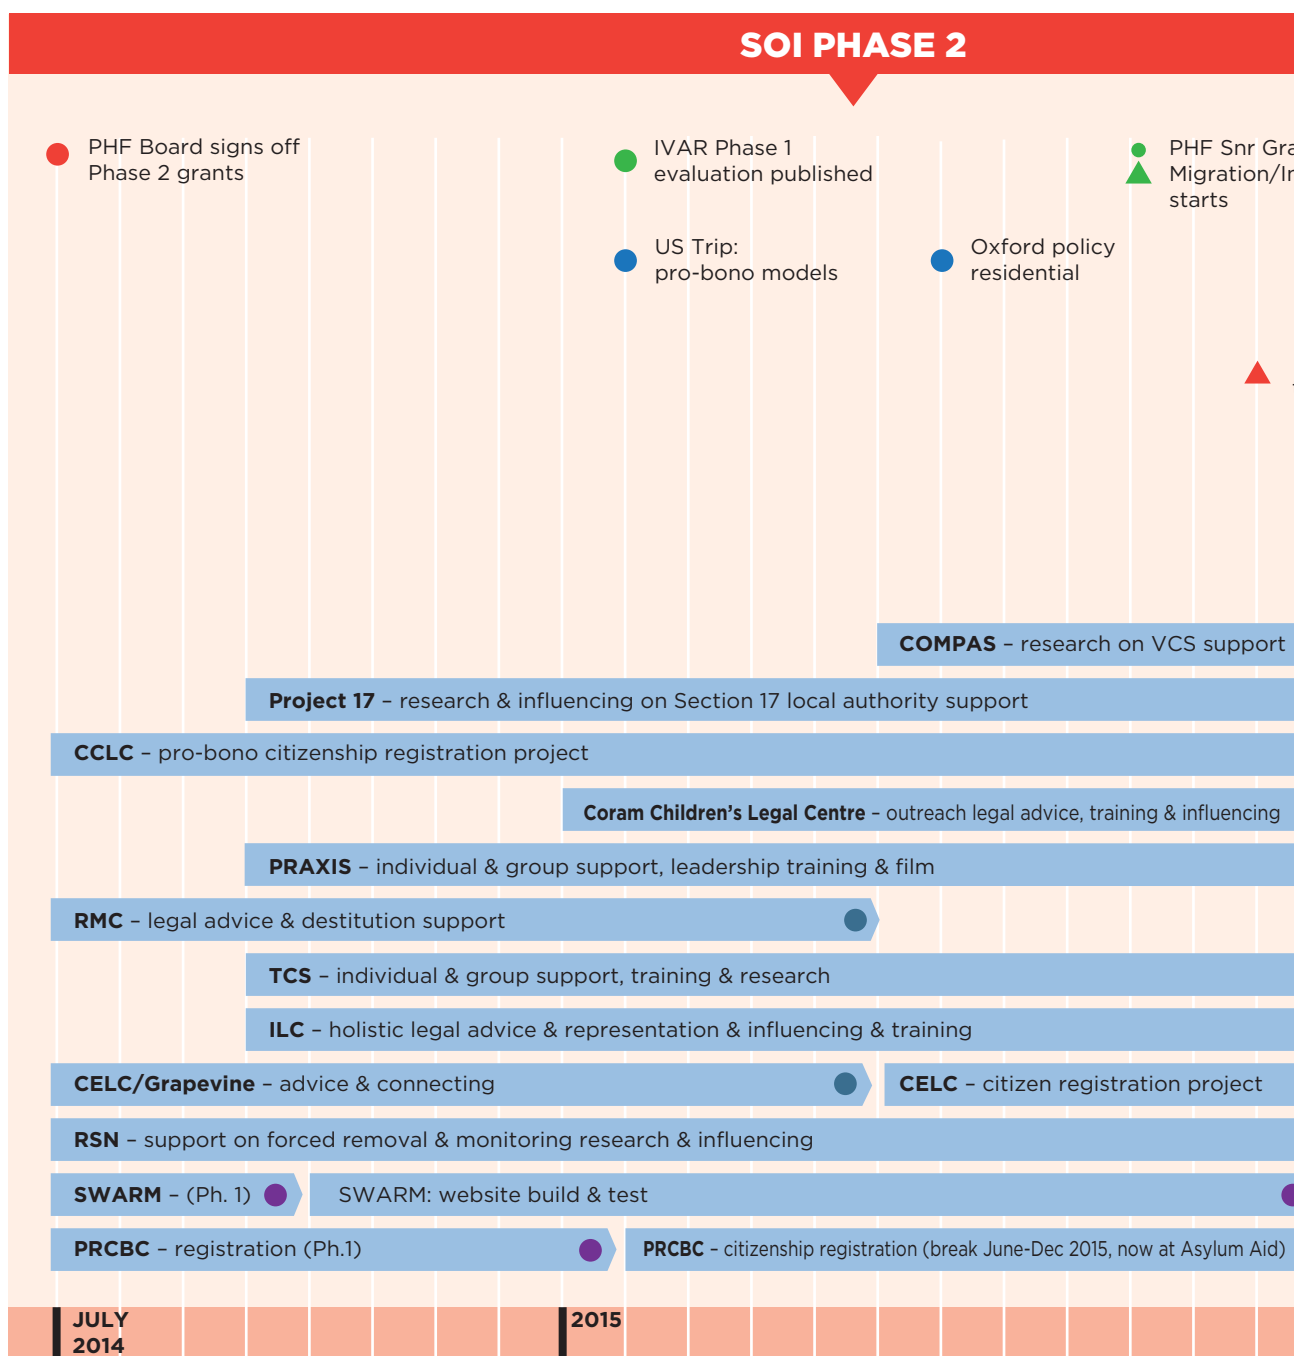 SOI PHASE 2
PHF Board signs off
Phase 2 grants
IVAR Phase 1
evaluation published
PHF Snr
Migration/
starts
US Trip:
pro-bono models
Oxford policy
residential
COMPAS – research on VCS support
Project 17 – research & influencing on Section 17 local authority support
CCLC – pro-bono citizenship registration project
Coram Children's Legal Centre – outreach legal advice, training & influencing
PRAXIS – individual & group support, leadership training & film
RMC – legal advice & destitution support
TCS – individual & group support, training & research
ILC – holistic legal advice & representation & influencing & training
CELC/Grapevine – advice & connecting
CELC – citizen registration project
RSN – support on forced removal & monitoring research & influencing
SWARM – (Ph. 1)
SWARM: website build & test
PRCBC – registration (Ph.1)
PRCBC – citizenship registration (break June-Dec 2015, now at Asylum Aid)
JULY
2014
2015